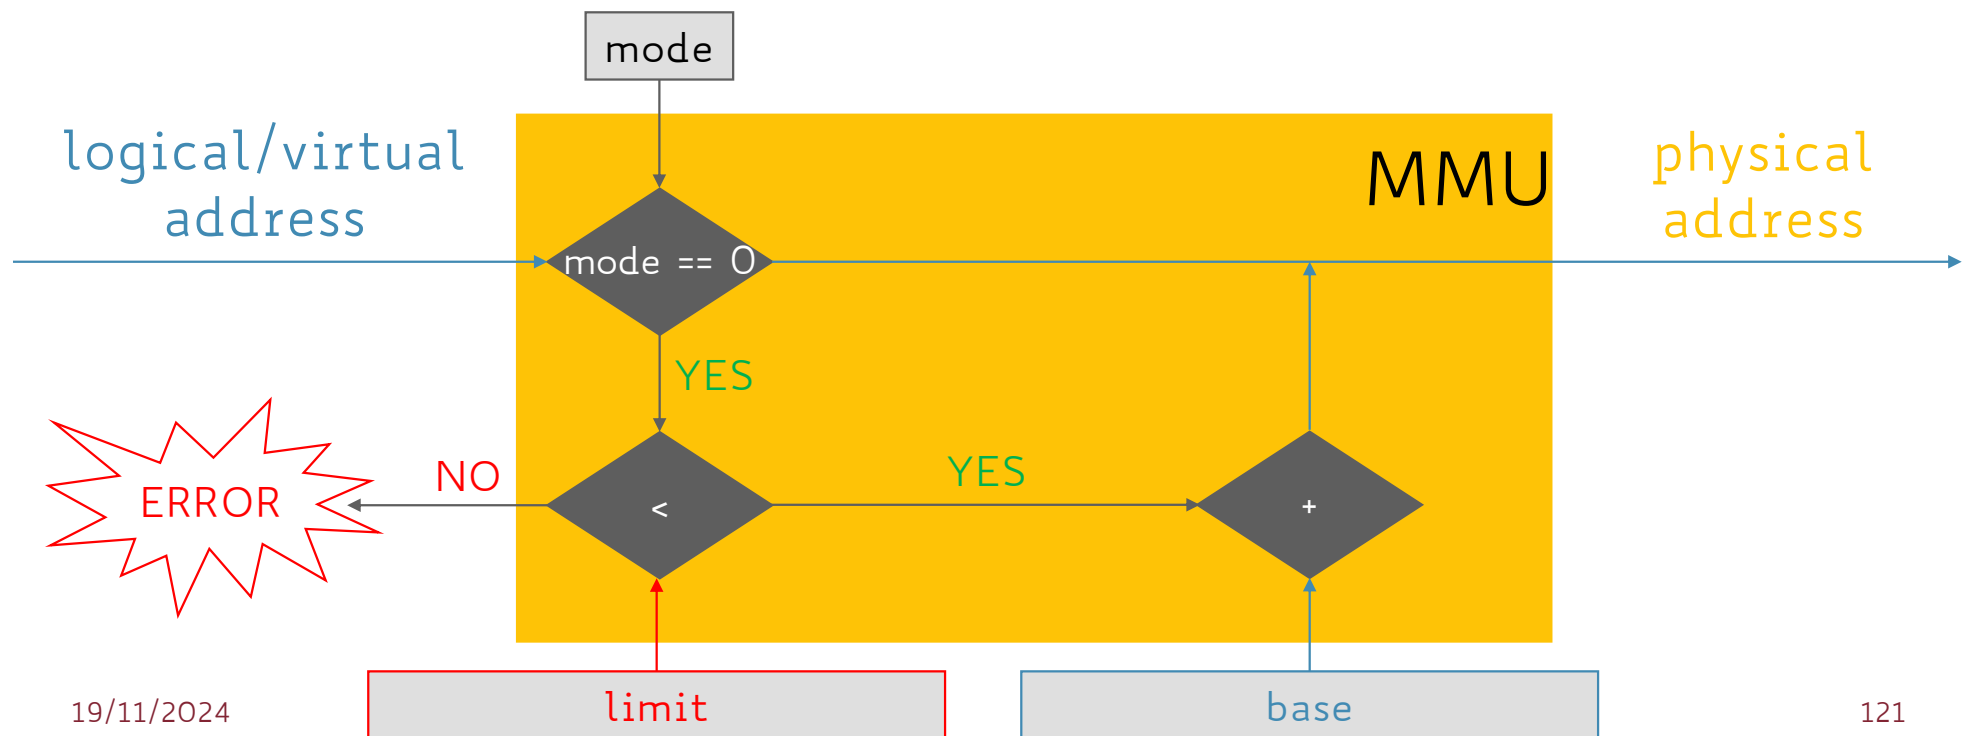 mode
logical/virtual
address
MMU
physical
address
mode == 0
YES
NO
ERROR
<
YES
+
limit
base
19/11/2024
121